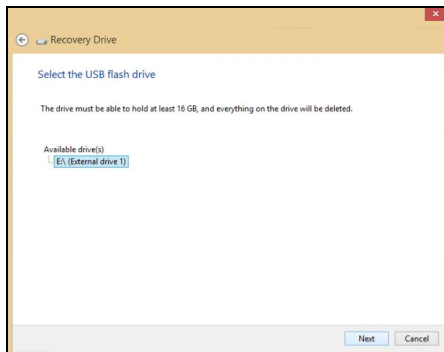 Recovery Drive
Select the USB flash drive
The drive must be able to hold at least 16 GB, and everything on the drive will be deleted.
Available drive(s)
E:\ (External drive 1)
Next Cancel